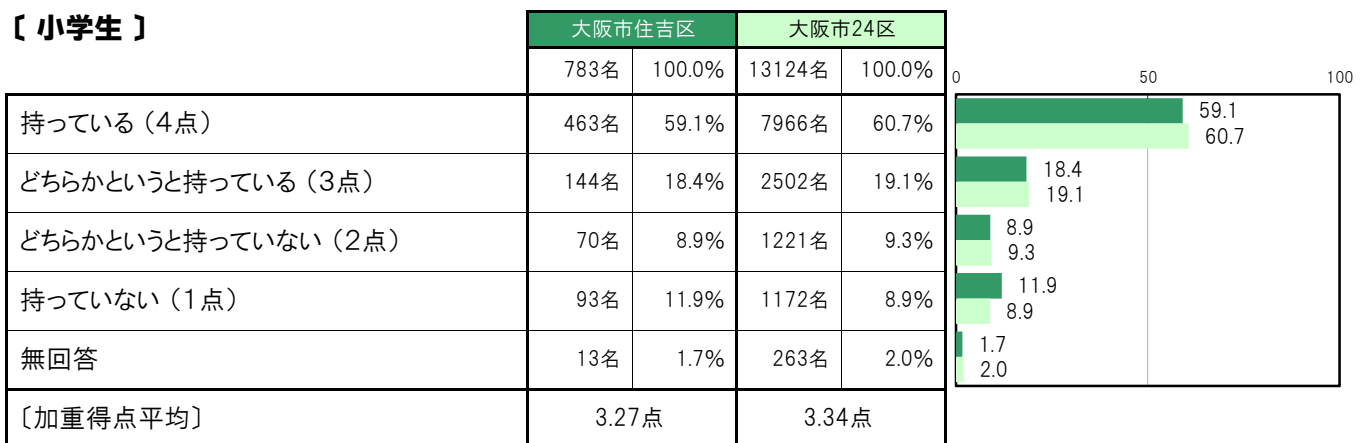 〔 小学生 〕
大阪市住吉区 大阪市24区
783名 100.0% 13124名 100.0%
0 50 100
持っている（4点） 463名 59.1% 7966名 60.7%
59.1
60.7
どちらかというと持っている（3点） 144名 18.4% 2502名 19.1%
18.4
19.1
どちらかというと持っていない（2点） 70名 8.9% 1221名 9.3%
8.9
9.3
持っていない（1点） 93名 11.9% 1172名 8.9%
11.9
8.9
無回答 13名 1.7% 263名 2.0%
1.7
2.0
〔加重得点平均〕 3.27点 3.34点